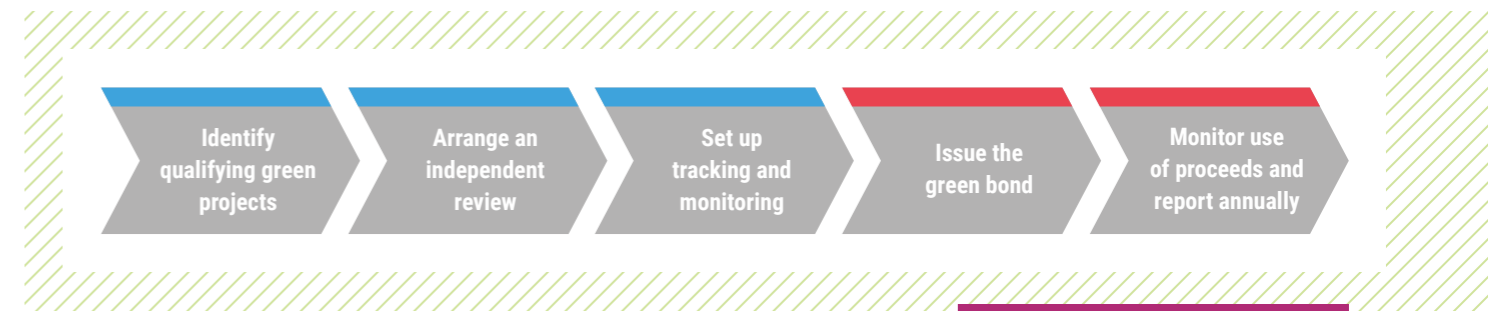 Identify
qualifying green
projects
Arrange an
independent
review
Set up
tracking and
monitoring
Issue the
green bond
Monitor use
of proceeds and
report annually